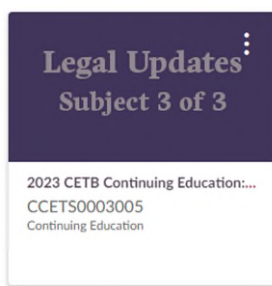 Legal Updates
Subject 3 of 3
2023 CETB Continuing Education:...
CCETS0003005
Continuing Education